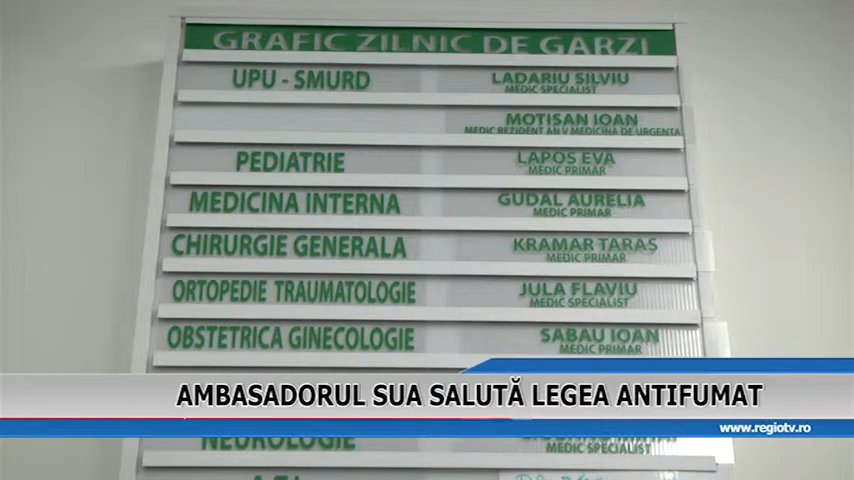 GRAFIC ZILNIC DE GARZI
UPU - SMURD LADARIU SILVIU
MEDIC SPECIALIST
MOTISAN IOAN
MEDIC REZIDENT AN V MEDICINA DE URGENTA
PEDIATRIE LAPOS EVA
MEDIC PRIMAR
MEDICINA INTERNA GUDAL AURELIA
MEDIC PRIMAR
CHIRURGIE GENERALA KRAMAR TARAS
MEDIC PRIMAR
ORTOPEDIE TRAUMATOLOGIE JULA FLAVIU
MEDIC SPECIALIST
OBSTETRICA GINECOLOGIE SABAU IOAN
MEDIC PRIMAR
AMBASADORUL SUA SALUTĂ LEGEA ANTIFUMAT
www.regiotv.ro
NEUROLOGIE
MEDIC SPECIALIST